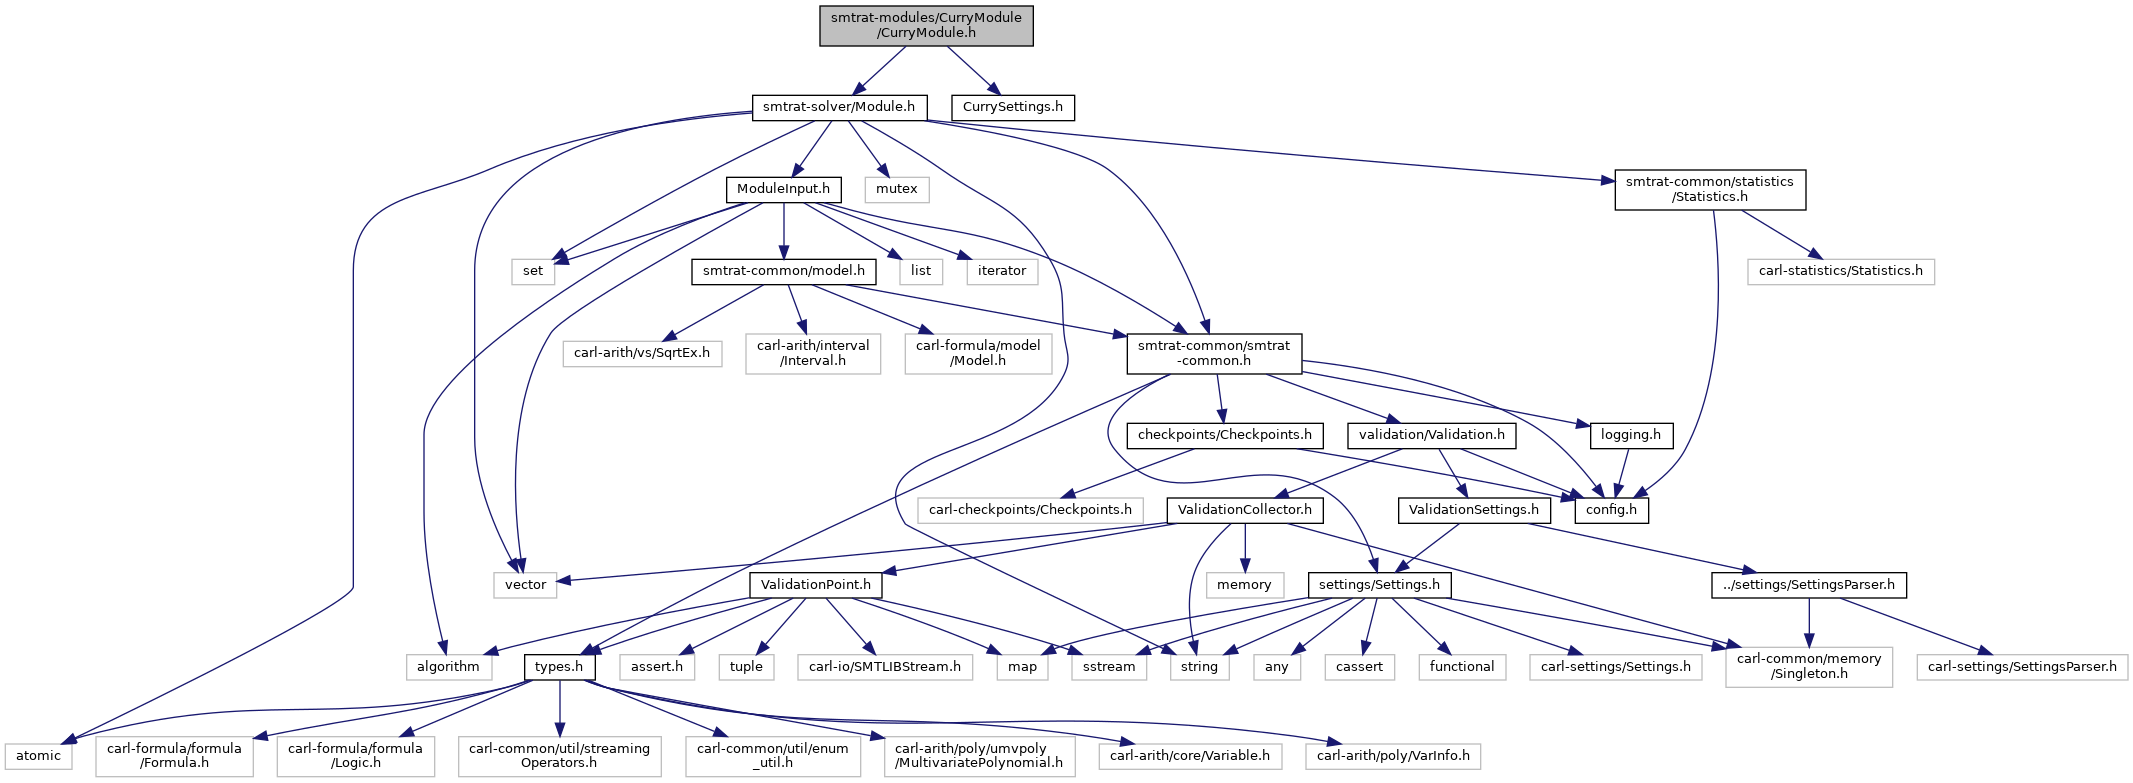 smtrat-modules/CurryModule
/CurryModule.h
smtrat-solver/Module.h
CurrySettings.h
ModuleInput.h
mutex
smtrat-common/statistics
/Statistics.h
set
smtrat-common/model.h
list
iterator
carl-statistics/Statistics.h
carl-arith/vs/SqrtEx.h
carl-arith/interval
/Interval.h
carl-formula/model
/Model.h
smtrat-common/smtrat
-common.h
checkpoints/Checkpoints.h
validation/Validation.h
logging.h
carl-checkpoints/Checkpoints.h
ValidationCollector.h
ValidationSettings.h
config.h
vector
ValidationPoint.h
memory
settings/Settings.h
../settings/SettingsParser.h
algorithm
types.h
assert.h
tuple
carl-io/SMTLIBStream.h
map
sstream
string
any
cassert
functional
carl-settings/Settings.h
carl-common/memory
/Singleton.h
carl-settings/SettingsParser.h
atomic
carl-formula/formula
/Formula.h
carl-formula/formula
/Logic.h
carl-common/util/streaming
Operators.h
carl-common/util/enum
_util.h
carl-arith/poly/umvpoly
/MultivariatePolynomial.h
carl-arith/core/Variable.h
carl-arith/poly/VarInfo.h